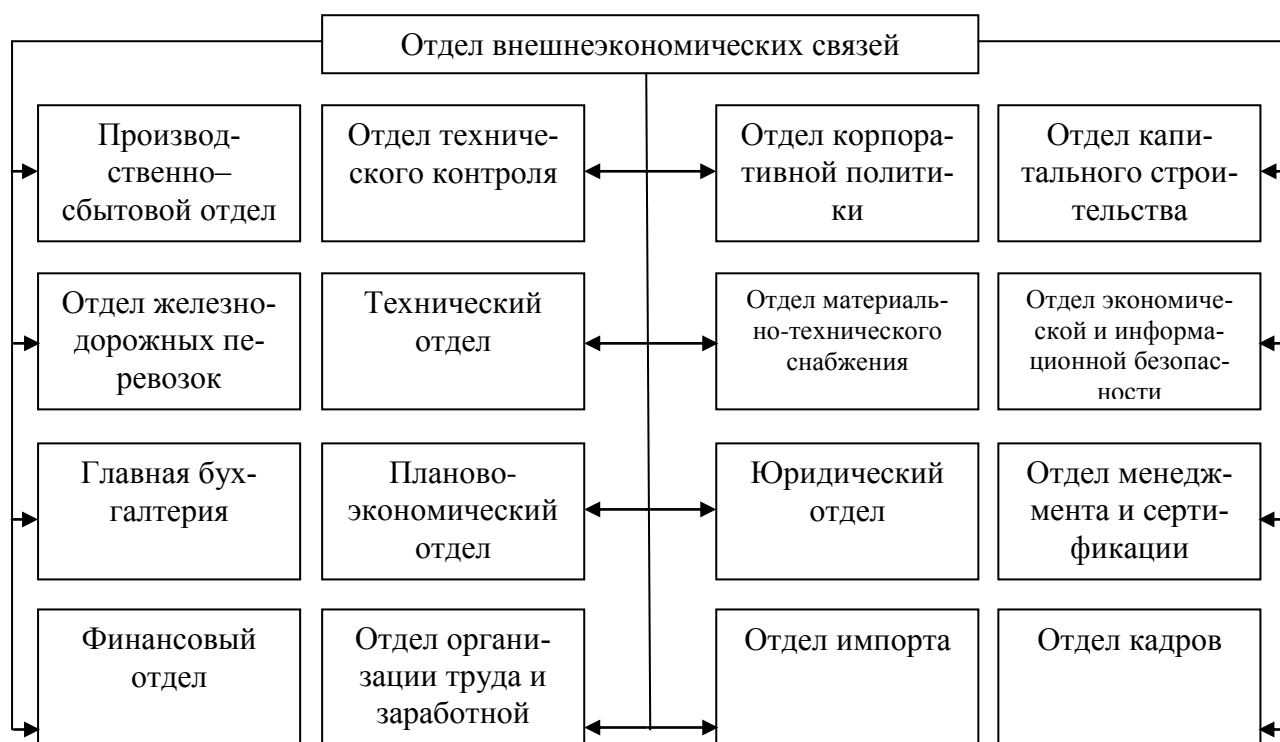 Отдел внешнеэкономических связей
Производ-
ственно–
сбытовой отдел
Отдел техниче-
ского контроля
Отдел корпора-
тивной полити-
ки
Отдел капи-
тального строи-
тельства
Отдел железно-
дорожных пе-
ревозок
Технический
отдел
Отдел материаль-
но-технического
снабжения
Отдел экономиче-
ской и информа-
ционной безопас-
ности
Главная бух-
галтерия
Планово-
экономический
отдел
Юридический
отдел
Отдел менедж-
мента и серти-
фикации
Финансовый
отдел
Отдел органи-
зации труда и
заработной
Отдел импорта
Отдел кадров